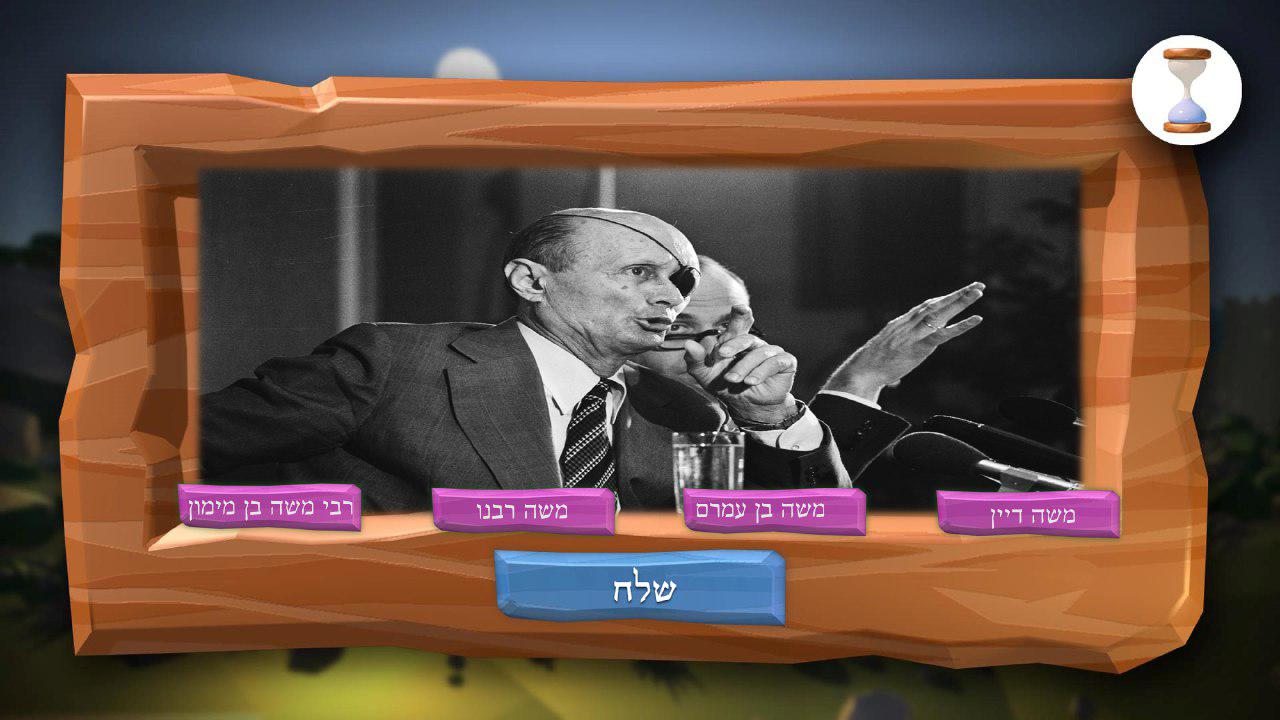 משה דיין
משה בן עמרם
משה רבנו
רבי משה בן מימון
שלח